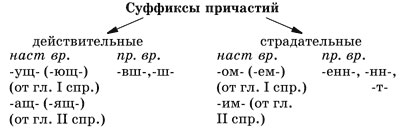 Суффиксы причастий
действительные страдательные
наст вр. пр. вр. наст вр. пр. вр.
-ущ- (-ющ-) -вш-,-ш- -ом- (-ем-) -енн-, -нн-,
(от гл. I спр.) (от гл. I спр.) -т-
-ащ- (-ящ-) -им- (от гл.
(от гл. II спр.) II спр.)